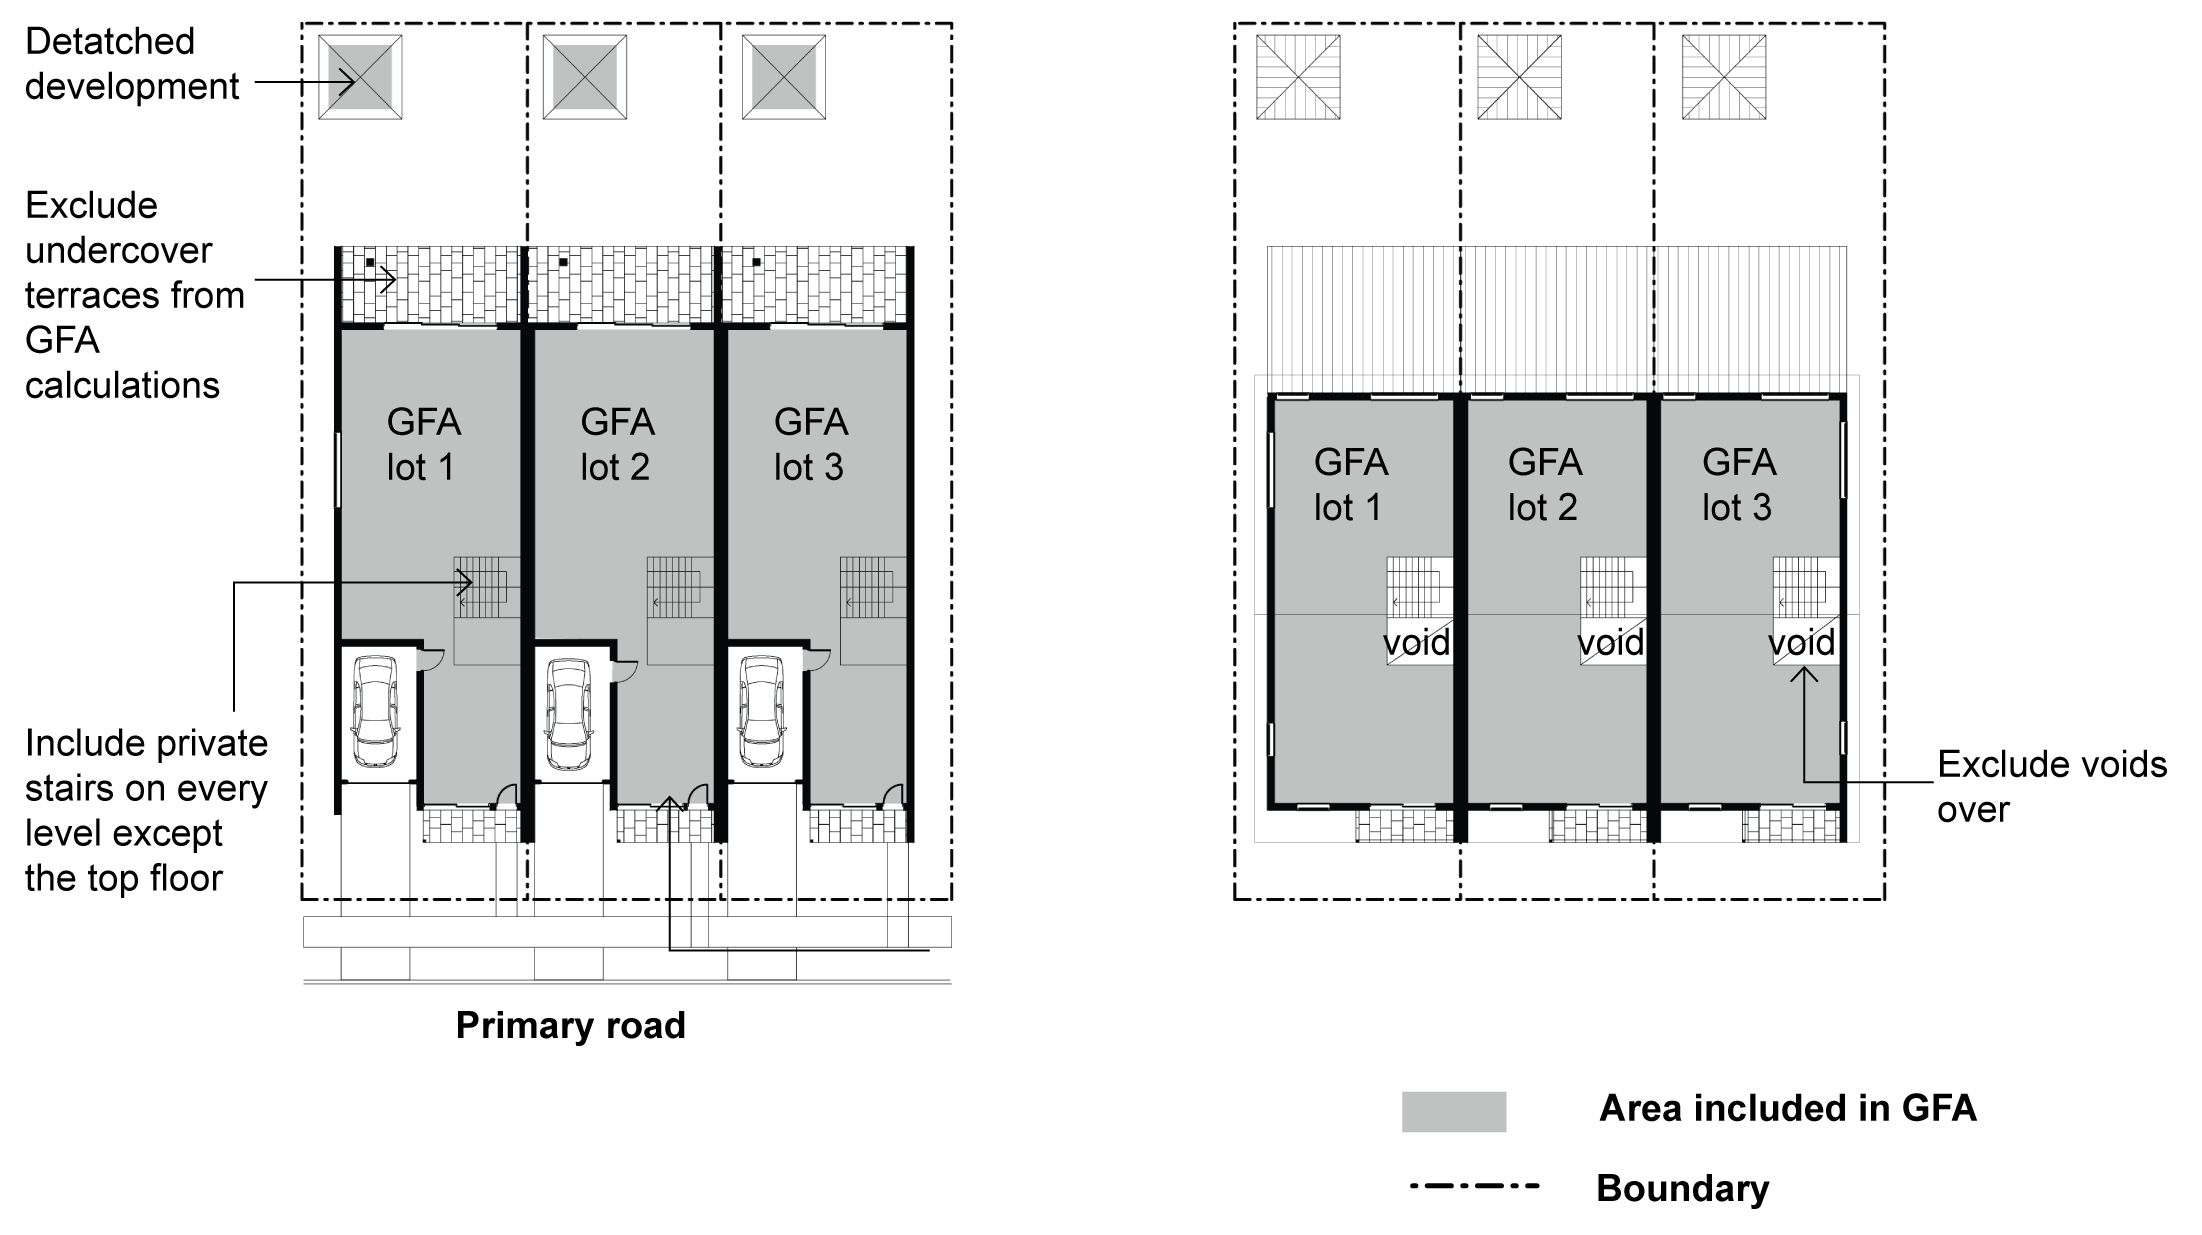 Detatched
development
Exclude
undercover
terraces from
GFA
calculations
Include private
stairs on every
level except
the top floor
GFA
lot 1
GFA
lot 2
GFA
lot 3
Primary road
GFA
lot 1
GFA
lot 2
GFA
lot 3
void
void
void
Exclude voids
over
Area included in GFA
Boundary